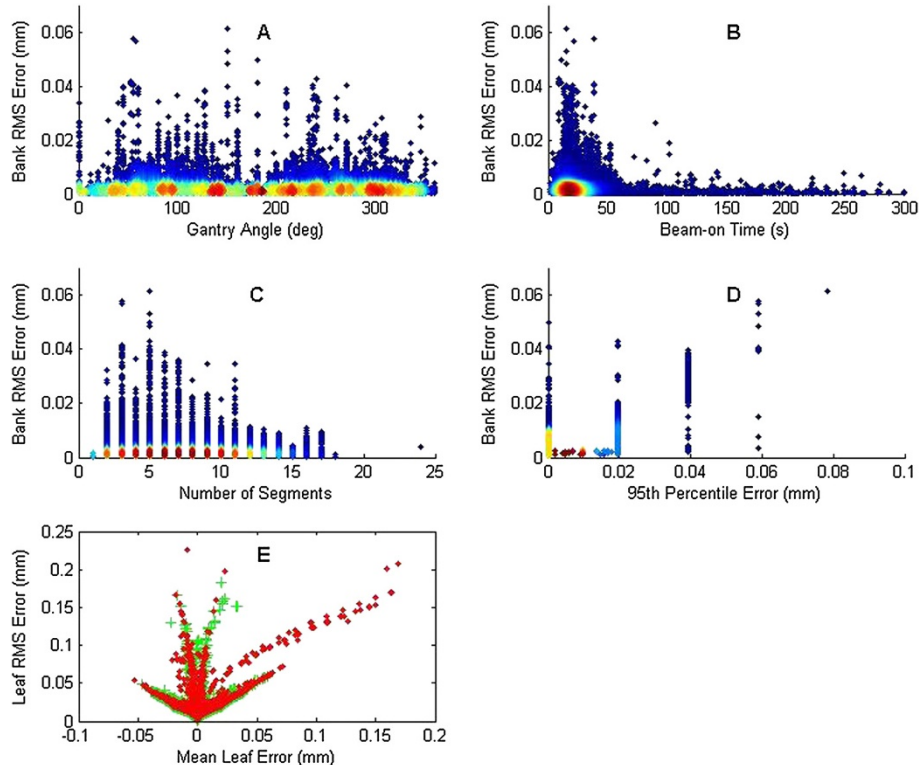 A
Bank RMS Error (mm)
0.06
0.04
0.02
0
0 100 200 300
Gantry Angle (deg)
B
Bank RMS Error (mm)
0.06
0.04
0.02
0
0 50 100 150 200 250 300
Beam-on Time (s)
C
Bank RMS Error (mm)
0.06
0.04
0.02
0
0 5 10 15 20 25
Number of Segments
D
Bank RMS Error (mm)
0.06
0.04
0.02
0
0 0.02 0.04 0.06 0.08 0.1
95th Percentile Error (mm)
E
Leaf RMS Error (mm)
0.25
0.2
0.15
0.1
0.05
0
-0.1 -0.05 0 0.05 0.1 0.15 0.2
Mean Leaf Error (mm)